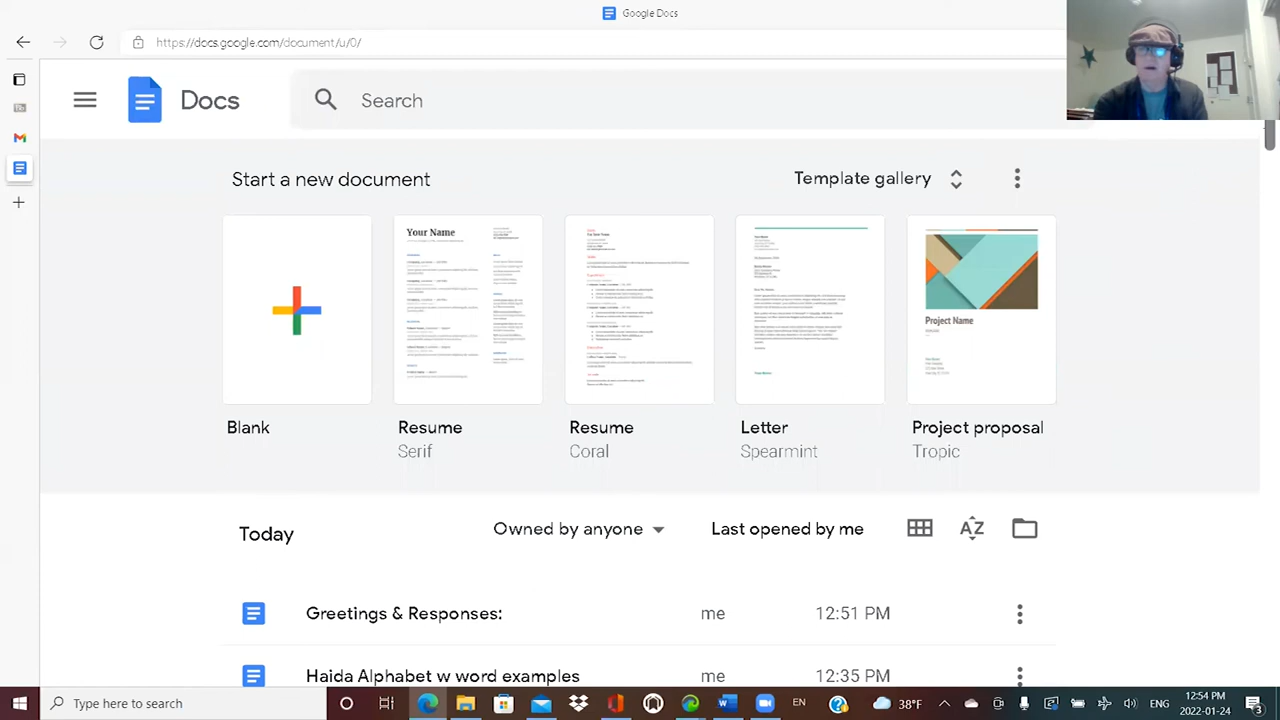 Google Docs
https://docs.google.com/document/u/0/
Docs
Search
Start a new document
Template gallery
Your Name
Project Name
Blank
Resume
Resume
Letter
Project proposal
Serif
Coral
Spearmint
Tropic
Today
Owned by anyone
Last opened by me
AZ
Greetings & Responses:
me
12:51 PM
Haida Alphabet w word examples
me
12:35 PM
Type here to search
EN
38°F
ENG
12:54 PM
2022-01-24
3